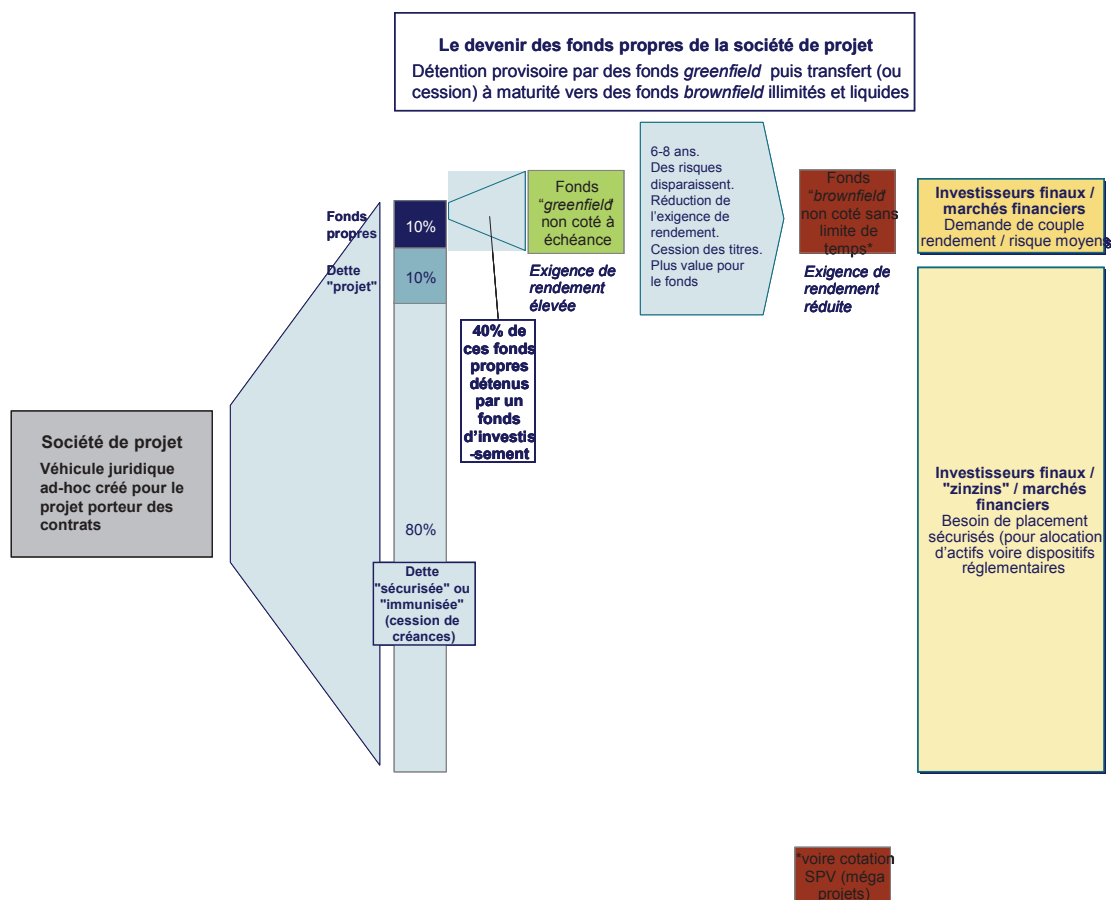 Le devenir des fonds propres de la société de projet
Détention provisoire par des fonds greenfield puis transfert (ou
cession) à maturité vers des fonds brownfield illimités et liquides
Fonds
propres
10%
Dette
"projet"
10%
40% de
ces fonds
propres
détenus
par un
fonds
d'investis
-sement
Fonds
"greenfield
non coté à
échéance
Exigence de
rendement
élevée
6-8 ans.
Des risques
disparaissent.
Réduction de
l'exigence de
rendement.
Cession des titres.
Plus value pour
le fonds
Fonds
"brownfield
non coté sans
limite de
temps*
Exigence de
rendement
réduite
Investisseurs finaux /
marchés financiers
Demande de couple
rendement / risque moyens
Société de projet
Véhicule juridique
ad-hoc créé pour le
projet porteur des
contrats
80%
Dette
"sécurisée" ou
"immunisée"
(cession de
créances)
Investisseurs finaux /
"zinzins" / marchés
financiers
Besoin de placement
sécurisés (pour alocation
d'actifs voire dispositifs
réglementaires
*voire cotation
SPV (méga
projets)